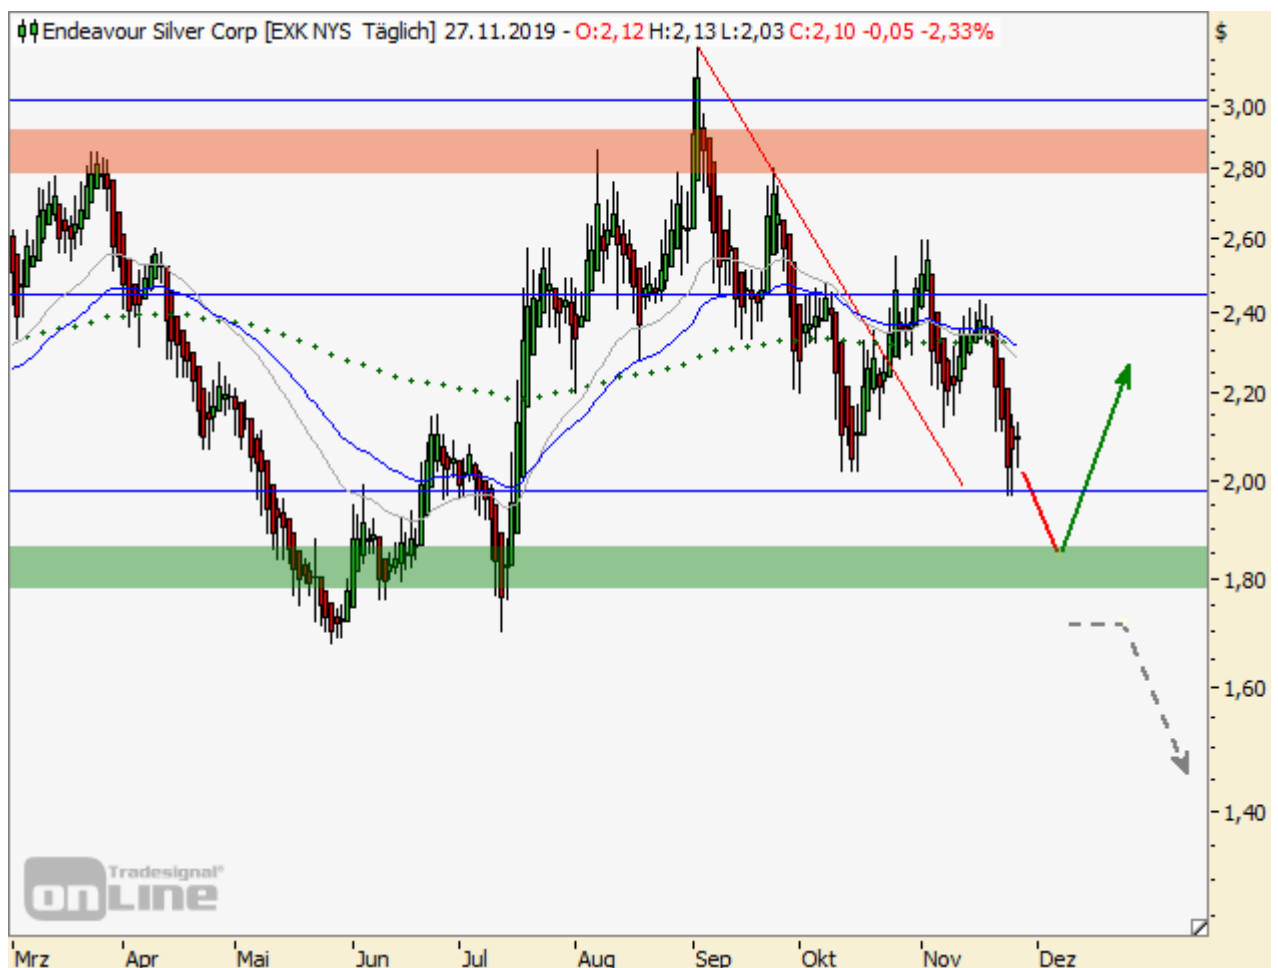 Endeavour Silver Corp [EXK NYS Täglich] 27.11.2019 - O:2,12 H:2,13 L:2,03 C:2,10 -0,05 -2,33%
$
3,00
2,80
2,60
2,40
2,20
2,00
1,80
1,60
1,40
Tradesignal®
onLine
Mrz Apr Mai Jun Jul Aug Sep Okt Nov Dez